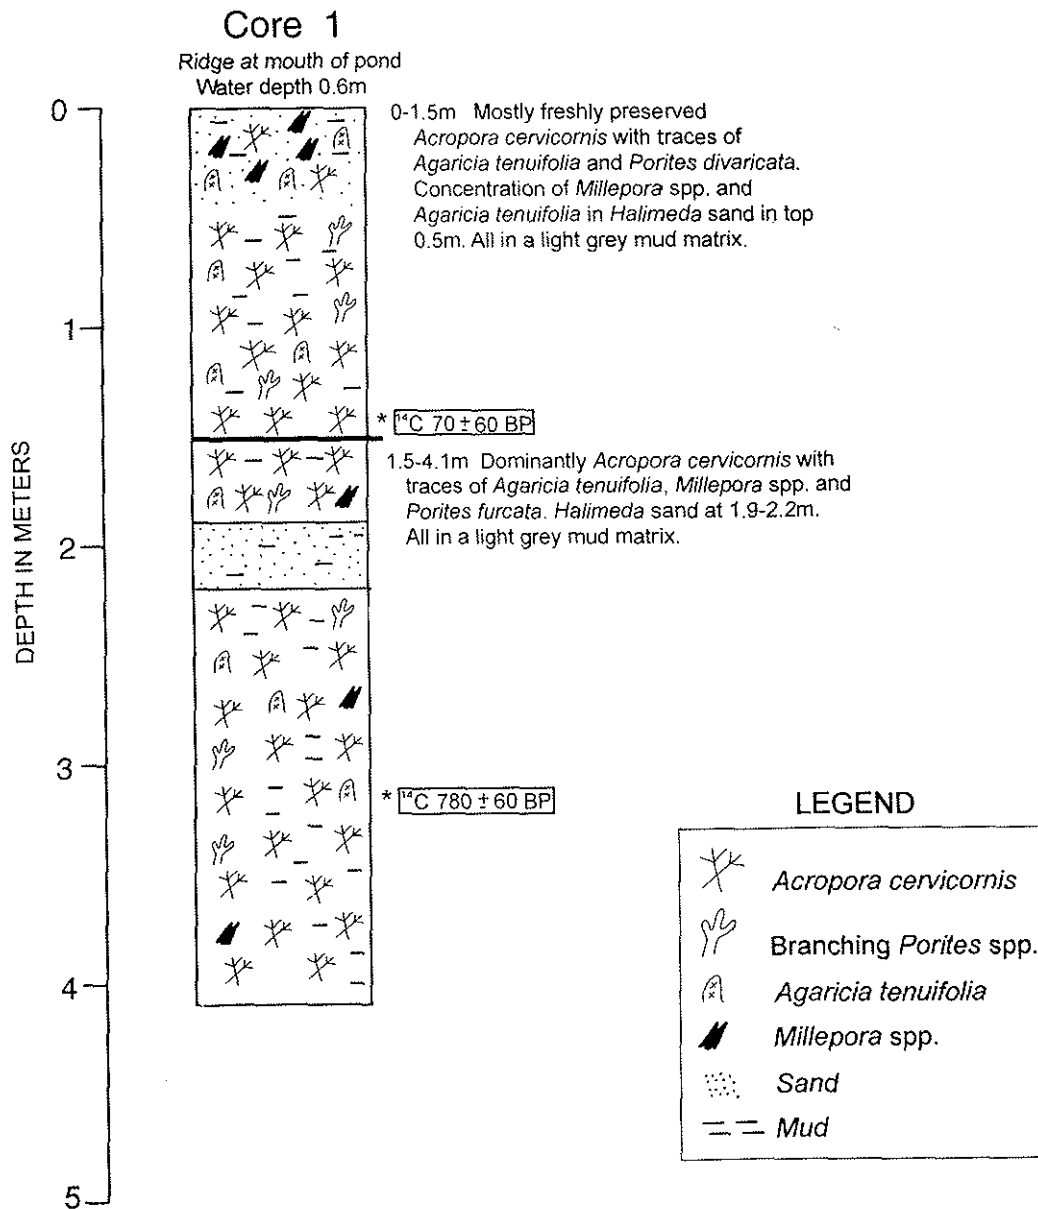 Core 1
Ridge at mouth of pond
Water depth 0.6m
DEPTH IN METERS
0
1
2
3
4
5
0-1.5m Mostly freshly preserved
Acropora cervicornis with traces of
Agaricia tenuifolia and Porites divaricata.
Concentration of Millepora spp. and
Agaricia tenuifolia in Halimeda sand in top
0.5m. All in a light grey mud matrix.
* ¹⁴C 70 ± 60 BP
1.5-4.1m Dominantly Acropora cervicornis with
traces of Agaricia tenuifolia, Millepora spp. and
Porites furcata. Halimeda sand at 1.9-2.2m.
All in a light grey mud matrix.
* ¹⁴C 780 ± 60 BP
LEGEND
Acropora cervicornis
Branching Porites spp.
Agaricia tenuifolia
Millepora spp.
Sand
Mud